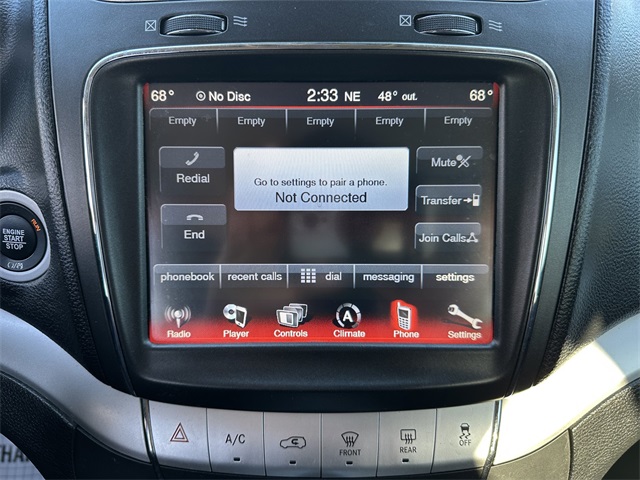 68° No Disc 2:33 NE 48° out. 68°
Empty Empty Empty Empty Empty
Redial
Go to settings to pair a phone.
Not Connected
Mute
Transfer
End
Join Calls
phonebook recent calls dial messaging settings
A
Radio Player Controls Climate Phone Settings
RUN
ENGINE
START
STOP
A/C
FRONT
REAR
OFF